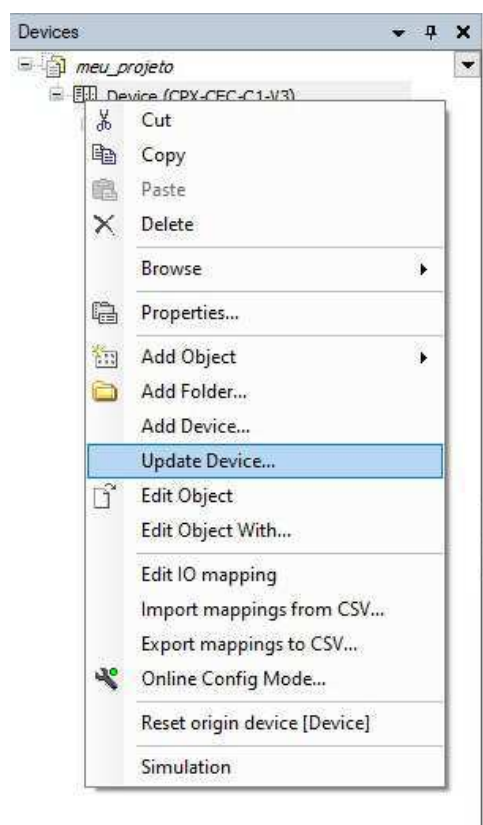 Devices
meu_projeto
Device (CPX-CEC-C1-V3)
Cut
Copy
Paste
Delete
Browse
Properties...
Add Object
Add Folder...
Add Device...
Update Device...
Edit Object
Edit Object With...
Edit IO mapping
Import mappings from CSV...
Export mappings to CSV...
Online Config Mode...
Reset origin device [Device]
Simulation